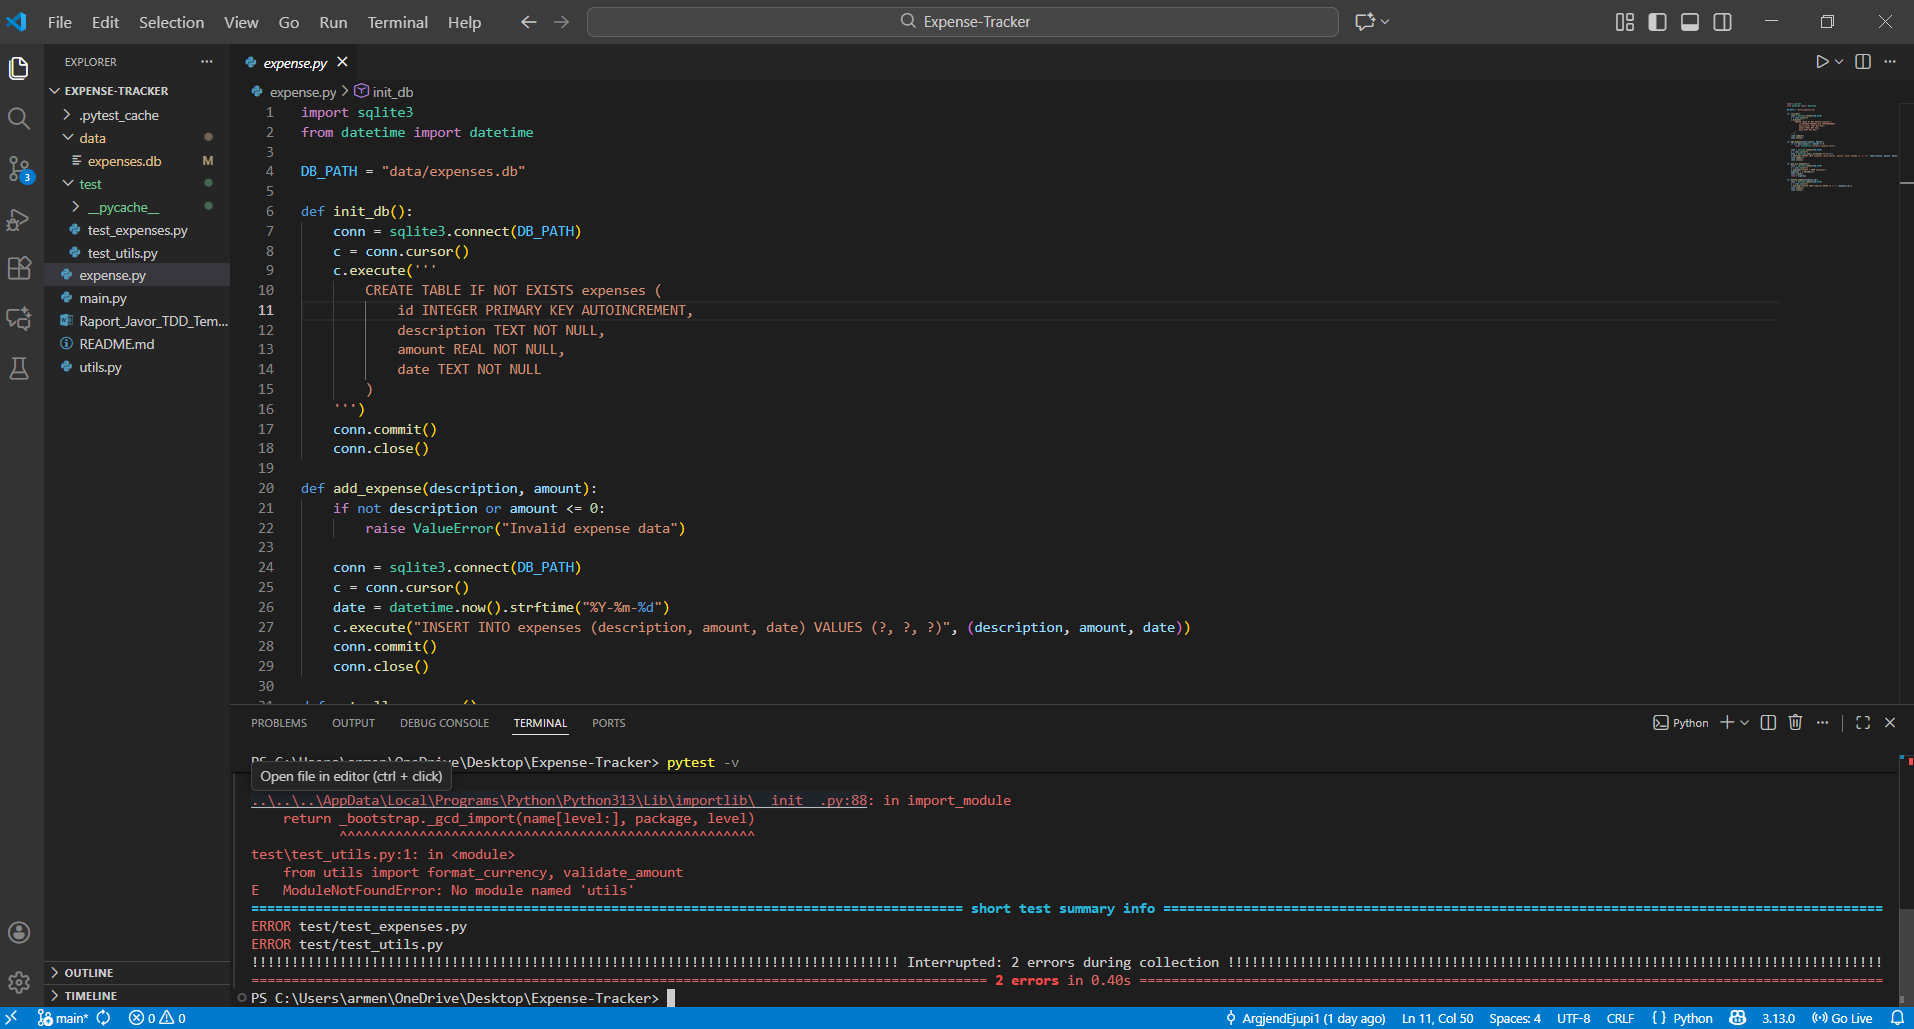 File Edit Selection View Go Run Terminal Help
Expense-Tracker
EXPLORER
EXPENSE-TRACKER
.pytest_cache
data
expenses.db M
test
__pycache__
test_expenses.py
test_utils.py
expense.py
main.py
Raport_Javor_TDD_Tem...
README.md
utils.py
OUTLINE
TIMELINE
3
expense.py
expense.py > init_db
1 import sqlite3
2 from datetime import datetime
3
4 DB_PATH = "data/expenses.db"
5
6 def init_db():
7 conn = sqlite3.connect(DB_PATH)
8 c = conn.cursor()
9 c.execute('''
10 CREATE TABLE IF NOT EXISTS expenses (
11 id INTEGER PRIMARY KEY AUTOINCREMENT,
12 description TEXT NOT NULL,
13 amount REAL NOT NULL,
14 date TEXT NOT NULL
15 )
16 ''')
17 conn.commit()
18 conn.close()
19
20 def add_expense(description, amount):
21 if not description or amount <= 0:
22 raise ValueError("Invalid expense data")
23
24 conn = sqlite3.connect(DB_PATH)
25 c = conn.cursor()
26 date = datetime.now().strftime("%Y-%m-%d")
27 c.execute("INSERT INTO expenses (description, amount, date) VALUES (?, ?, ?)", (description, amount, date))
28 conn.commit()
29 conn.close()
30
PROBLEMS OUTPUT DEBUG CONSOLE TERMINAL PORTS
Python
PS C:\Users\armen\OneDrive\Desktop\Expense-Tracker> pytest -v
Open file in editor (ctrl + click)
..\..\..\AppData\Local\Programs\Python\Python313\Lib\importlib\__init__.py:88: in import_module
return _bootstrap._gcd_import(name[level:], package, level)
^^^^^^^^^^^^^^^^^^^^^^^^^^^^^^^^^^^^^^^^^^^^^^^^^^^^
test\test_utils.py:1: in <module>
from utils import format_currency, validate_amount
E ModuleNotFoundError: No module named 'utils'
short test summary info
ERROR test/test_expenses.py
ERROR test/test_utils.py
Interrupted: 2 errors during collection
2 errors in 0.40s
PS C:\Users\armen\OneDrive\Desktop\Expense-Tracker>
main* 0 0 ArgjendEjupi1 (1 day ago) Ln 11, Col 50 Spaces: 4 UTF-8 CRLF { } Python 3.13.0 Go Live